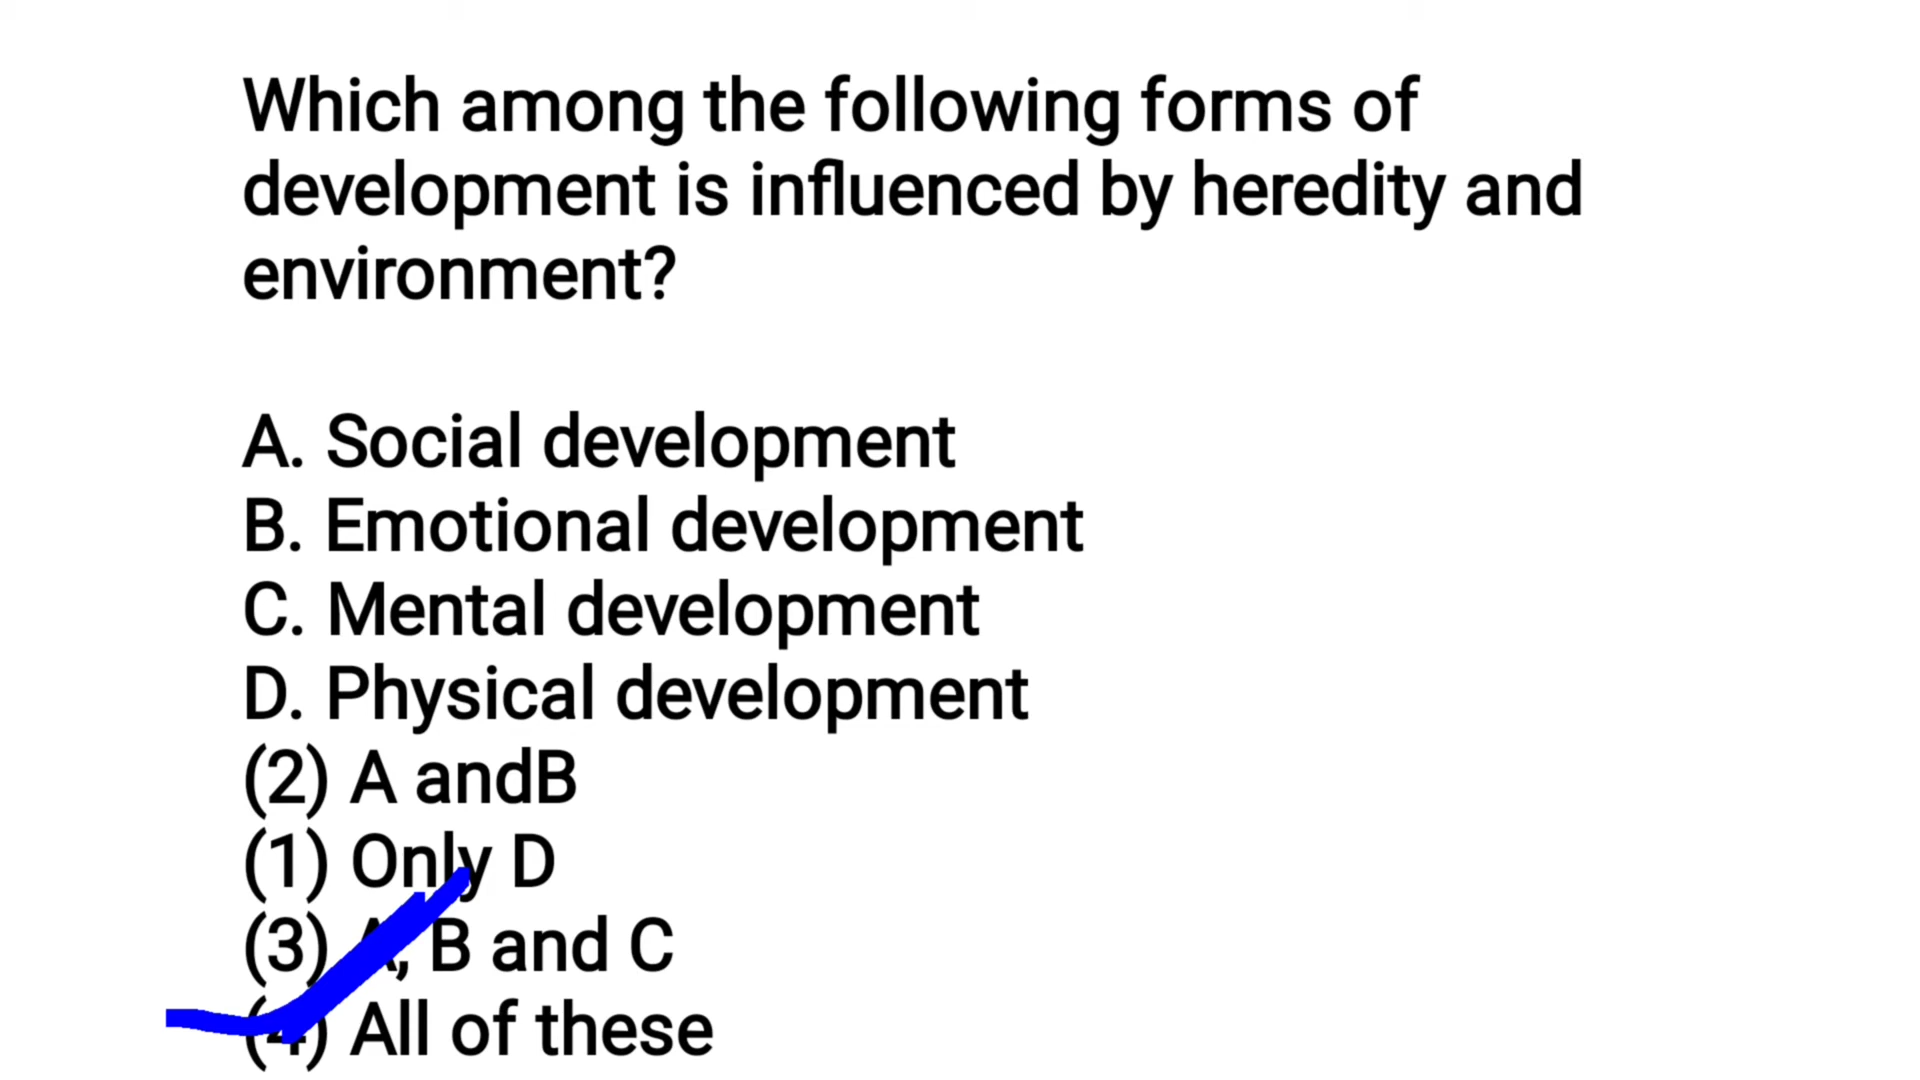 Which among the following forms of
development is influenced by heredity and
environment?
A. Social development
B. Emotional development
C. Mental development
D. Physical development
(2) A andB
(1) Only D
(3) A, B and C
(4) All of these